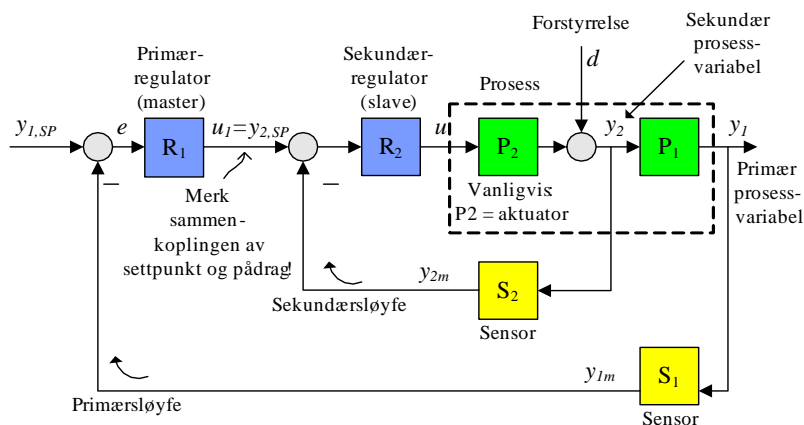 Forstyrrelse
Sekundær
prosess-
variabel
Primær-
regulator
(master)
Sekundær-
regulator
(slave)
Prosess
d
y1,SP
e
R1
u1=y2,SP
R2
u
P2
y2
P1
y1
Merk
sammen-
koplingen av
settpunkt og pådrag!
Vanligvis:
P2 = aktuator
Primær
prosess-
variabel
y2m
S2
Sekundærsløyfe
Sensor
y1m
S1
Primærsløyfe
Sensor